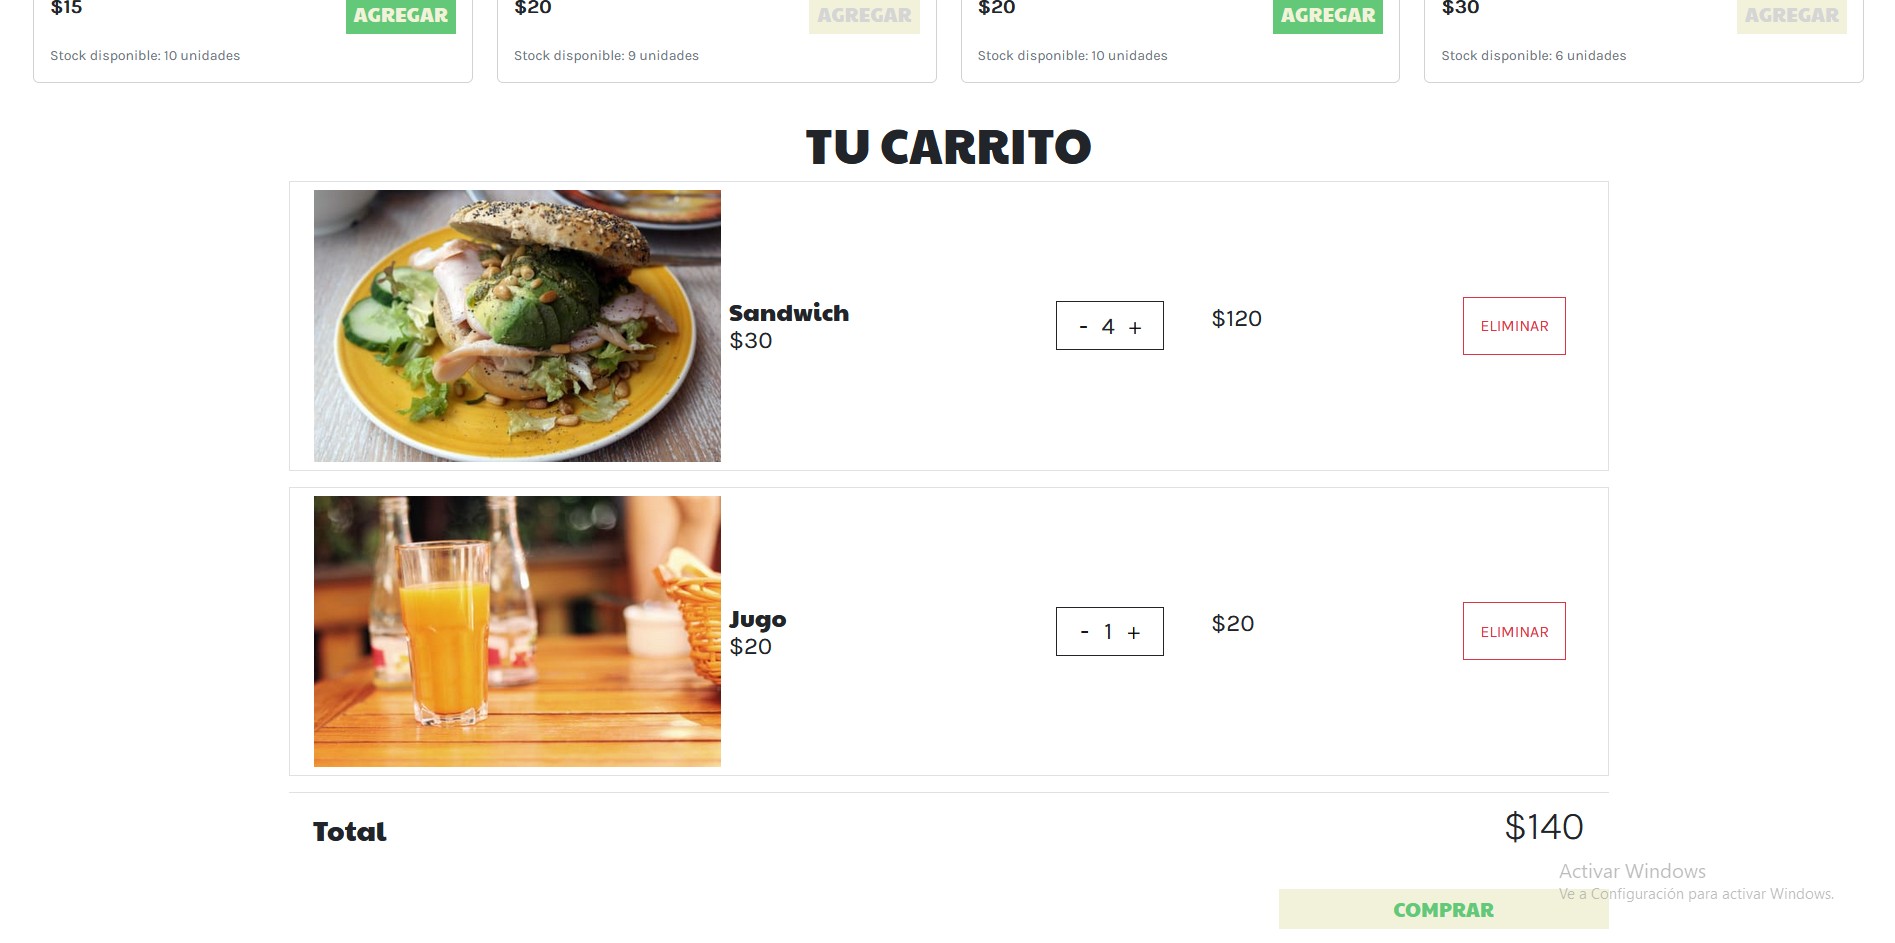 $15 AGREGAR $20 AGREGAR $20 AGREGAR $30 AGREGAR
Stock disponible: 10 unidades Stock disponible: 9 unidades Stock disponible: 10 unidades Stock disponible: 6 unidades
TU CARRITO
Sandwich
$30
- 4 +
$120
ELIMINAR
Jugo
$20
- 1 +
$20
ELIMINAR
Total
$140
Activar Windows
Ve a Configuración para activar Windows.
COMPRAR